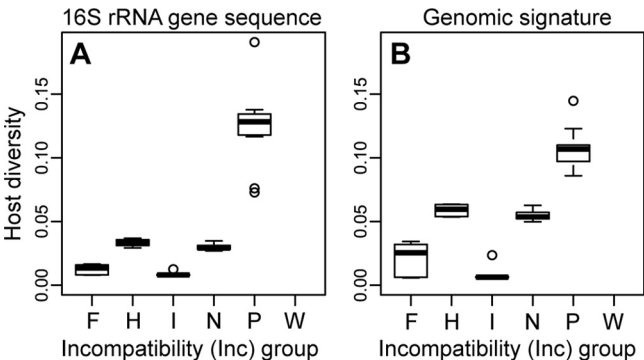 16S rRNA gene sequence
Genomic signature
A
B
Host diversity
0.15
0.10
0.05
0.00
0.15
0.10
0.05
0.00
F H I N P W
F H I N P W
Incompatibility (Inc) group
Incompatibility (Inc) group